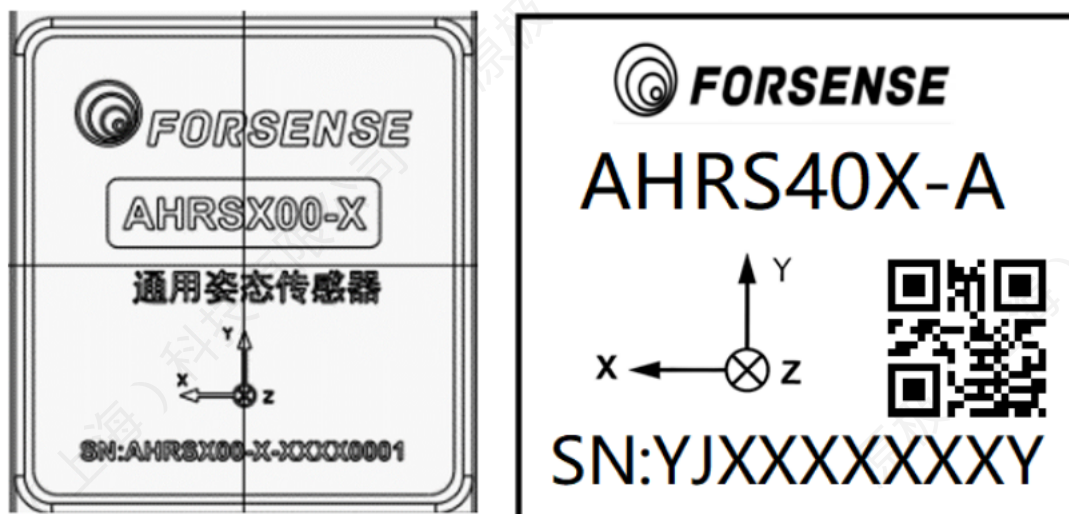 FORSENSE
AHRSX00-X
通用姿态传感器
Y
X
Z
SN:AHRSX00-X-XXXX0001
FORSENSE
AHRS40X-A
Y
X
Z
SN:YJXXXXXXXY